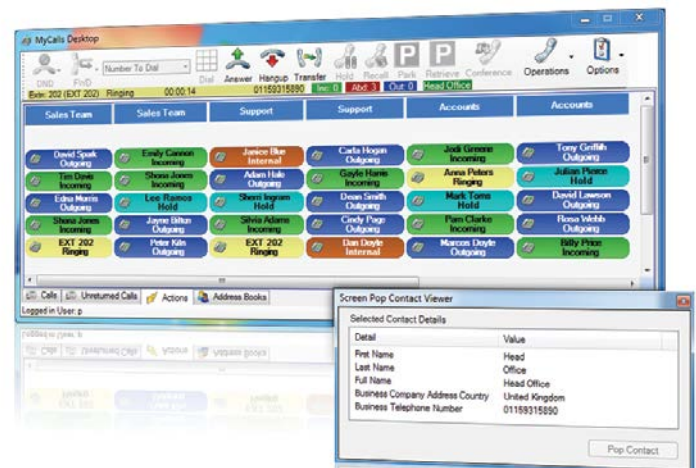 MyCalls Desktop
DND
FInD
Number To Dial
Dial Answer Hangup Transfer Hold Recall Park Retrieve Conference Operations Options
Extn: 202 (EXT 202) Ringing 00:00:14 01159315890 Inc: 0 Abd: 3 Out: 0 Head Office
Sales Team Sales Team Support Support Accounts Accounts
David Spark Outgoing
Emily Cannon Incoming
Janice Blue Internal
Carla Hogan Outgoing
Jodi Greene Incoming
Tony Griffith Outgoing
Tim Davis Incoming
Shona Jones Incoming
Adam Hale Outgoing
Gayle Harris Incoming
Anna Peters Ringing
Julian Pierce Hold
Edna Morris Outgoing
Leo Ramos Hold
Sherri Ingram Hold
Dean Smith Outgoing
Mark Toms Hold
David Lawson Outgoing
Shona Jones Incoming
Jayne Bilton Outgoing
Silvia Adams Incoming
Cindy Page Outgoing
Pam Clarke Incoming
Rosa Webb Outgoing
EXT 202 Ringing
Peter Kiln Outgoing
EXT 202 Ringing
Dan Doyle Internal
Marcos Doyle Outgoing
Billy Price Incoming
Calls Unreturned Calls Actions Address Books
Logged in User: p
Screen Pop Contact Viewer
Selected Contact Details
Detail Value
First Name Head
Last Name Office
Full Name Head Office
Business Company Address Country United Kingdom
Business Telephone Number 01159315890
Pop Contact